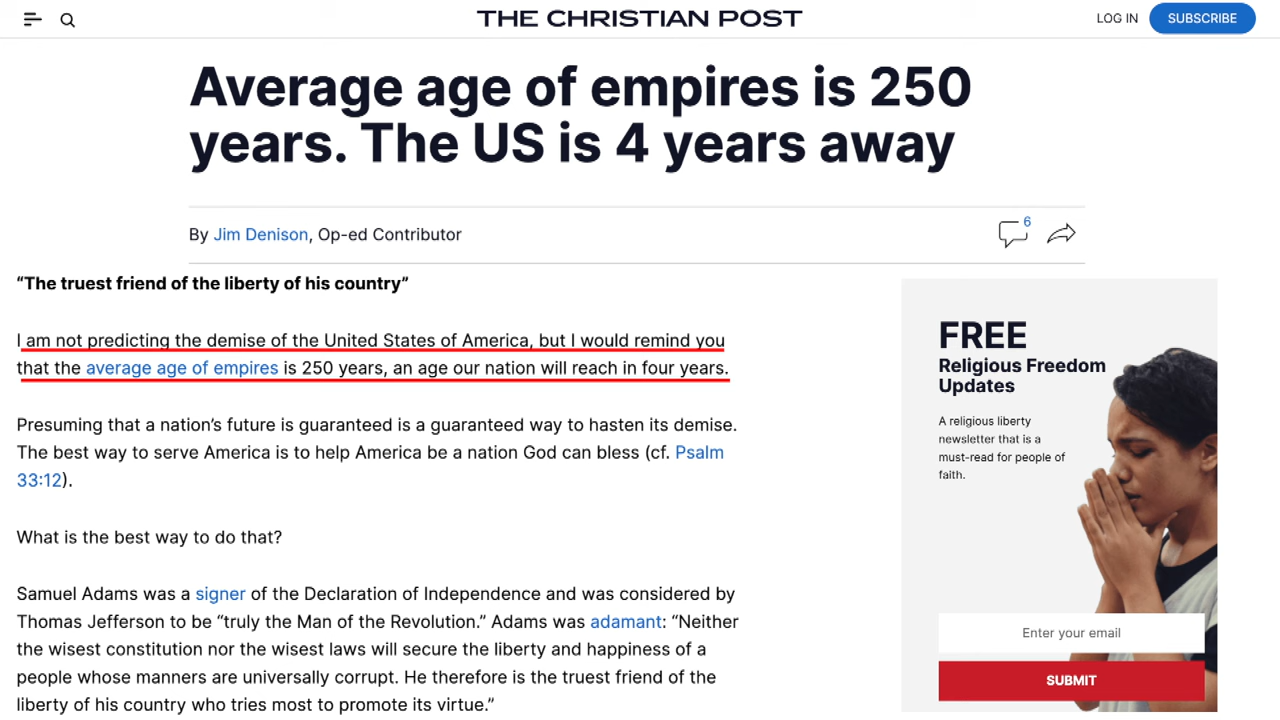 THE CHRISTIAN POST
LOG IN
SUBSCRIBE
Average age of empires is 250
years. The US is 4 years away
By Jim Denison, Op-ed Contributor
6
“The truest friend of the liberty of his country”
I am not predicting the demise of the United States of America, but I would remind you
that the average age of empires is 250 years, an age our nation will reach in four years.
Presuming that a nation’s future is guaranteed is a guaranteed way to hasten its demise.
The best way to serve America is to help America be a nation God can bless (cf. Psalm
33:12).
What is the best way to do that?
Samuel Adams was a signer of the Declaration of Independence and was considered by
Thomas Jefferson to be “truly the Man of the Revolution.” Adams was adamant: “Neither
the wisest constitution nor the wisest laws will secure the liberty and happiness of a
people whose manners are universally corrupt. He therefore is the truest friend of the
liberty of his country who tries most to promote its virtue.”
FREE
Religious Freedom
Updates
A religious liberty
newsletter that is a
must-read for people of
faith.
Enter your email
SUBMIT